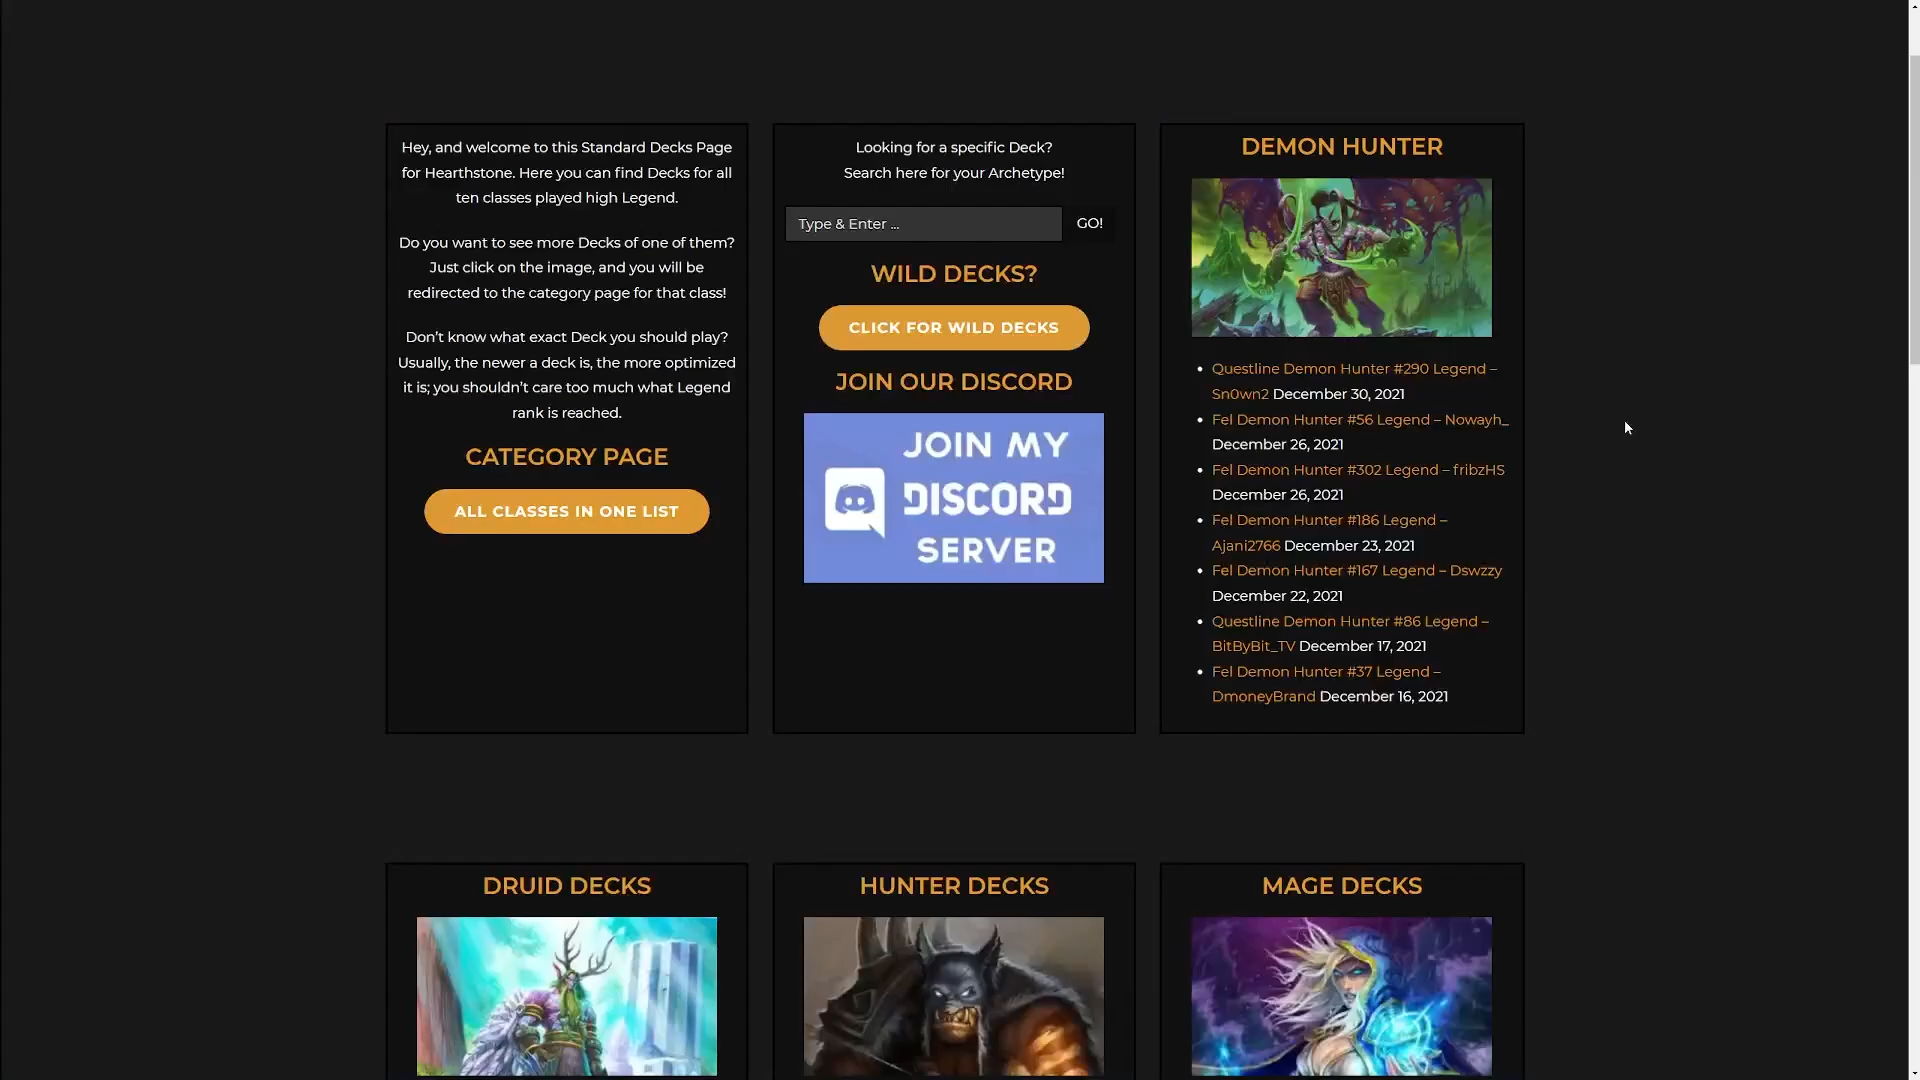 Hey, and welcome to this Standard Decks Page
for Hearthstone. Here you can find Decks for all
ten classes played high Legend.
Do you want to see more Decks of one of them?
Just click on the image, and you will be
redirected to the category page for that class!
Don't know what exact Deck you should play?
Usually, the newer a deck is, the more optimized
it is; you shouldn't care too much what Legend
rank is reached.
CATEGORY PAGE
ALL CLASSES IN ONE LIST
Looking for a specific Deck?
Search here for your Archetype!
Type & Enter ... GO!
WILD DECKS?
CLICK FOR WILD DECKS
JOIN OUR DISCORD
JOIN MY
DISCORD
SERVER
DEMON HUNTER
Questline Demon Hunter #290 Legend –
Sn0wn2 December 30, 2021
Fel Demon Hunter #56 Legend – Nowayh_
December 26, 2021
Fel Demon Hunter #302 Legend – fribzHS
December 26, 2021
Fel Demon Hunter #186 Legend –
Ajani2766 December 23, 2021
Fel Demon Hunter #167 Legend – Dswzzy
December 22, 2021
Questline Demon Hunter #86 Legend –
BitByBit_TV December 17, 2021
Fel Demon Hunter #37 Legend –
DmoneyBrand December 16, 2021
DRUID DECKS
HUNTER DECKS
MAGE DECKS